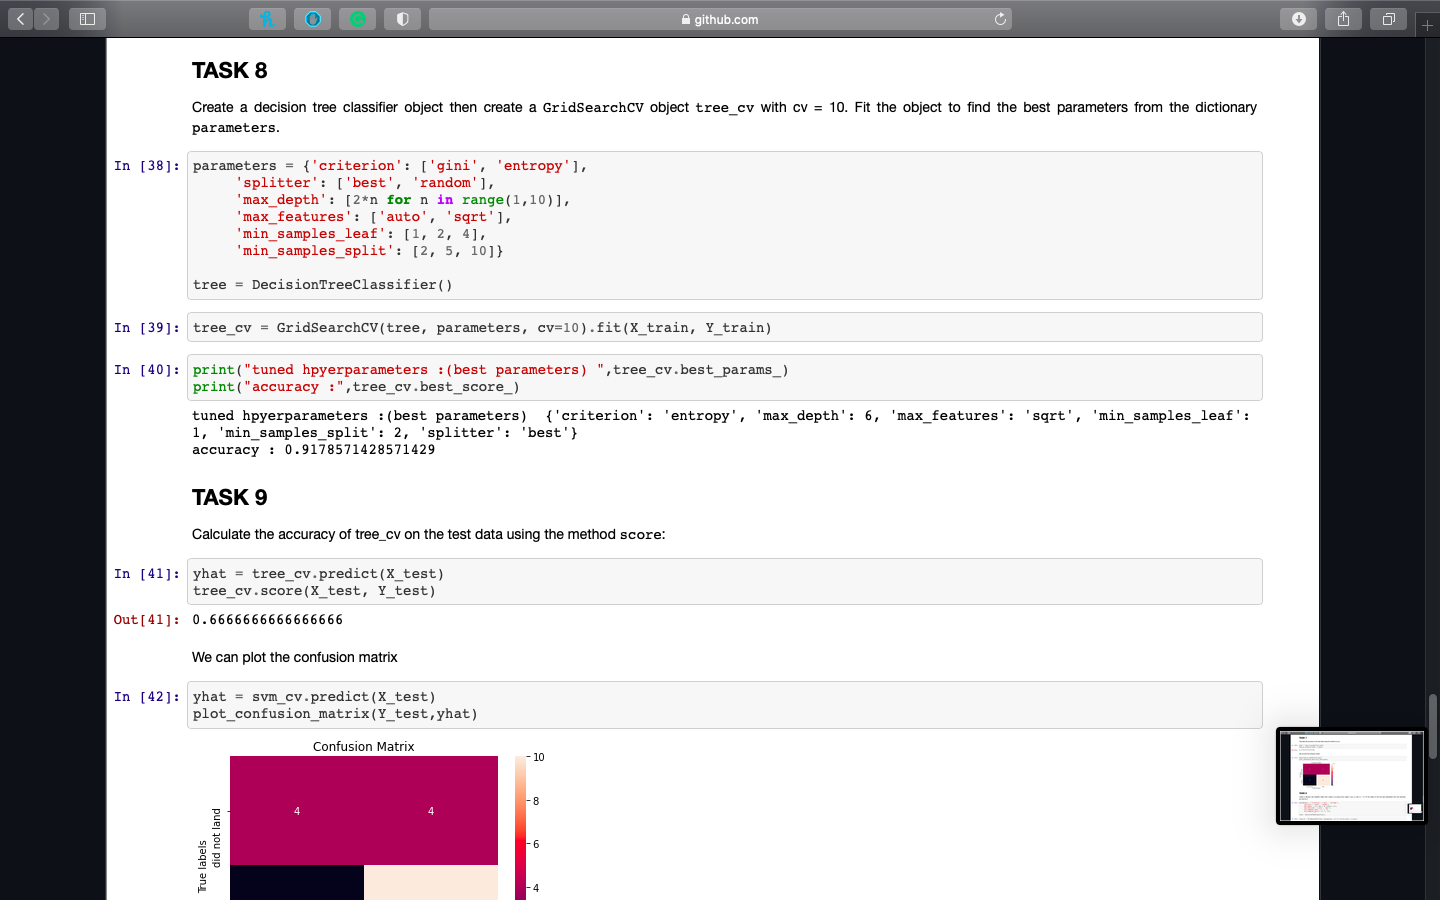 github.com
TASK 8
Create a decision tree classifier object then create a GridSearchCV object tree_cv with cv = 10. Fit the object to find the best parameters from the dictionary
parameters.
In [38]: parameters = {'criterion': ['gini', 'entropy'],
'splitter': ['best', 'random'],
'max_depth': [2*n for n in range(1,10)],
'max_features': ['auto', 'sqrt'],
'min_samples_leaf': [1, 2, 4],
'min_samples_split': [2, 5, 10]}
tree = DecisionTreeClassifier()
In [39]: tree_cv = GridSearchCV(tree, parameters, cv=10).fit(X_train, Y_train)
In [40]: print("tuned hpyerparameters :(best parameters) ",tree_cv.best_params_)
print("accuracy :",tree_cv.best_score_)
tuned hpyerparameters :(best parameters)  {'criterion': 'entropy', 'max_depth': 6, 'max_features': 'sqrt', 'min_samples_leaf':
1, 'min_samples_split': 2, 'splitter': 'best'}
accuracy : 0.9178571428571429
TASK 9
Calculate the accuracy of tree_cv on the test data using the method score:
In [41]: yhat = tree_cv.predict(X_test)
tree_cv.score(X_test, Y_test)
Out[41]: 0.6666666666666666
We can plot the confusion matrix
In [42]: yhat = svm_cv.predict(X_test)
plot_confusion_matrix(Y_test,yhat)
Confusion Matrix
10
8
6
4
4 4
True labels
did not land